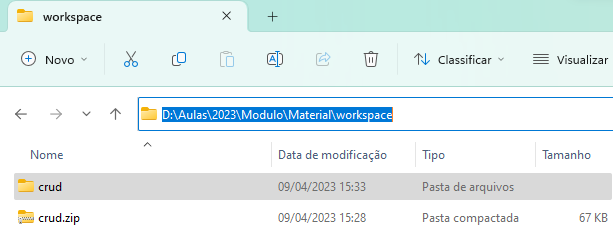 workspace
Novo
Classificar
Visualizar
D:\Aulas\2023\Modulo\Material\workspace
Nome Data de modificação Tipo Tamanho
crud 09/04/2023 15:33 Pasta de arquivos
crud.zip 09/04/2023 15:28 Pasta compactada 67 KB